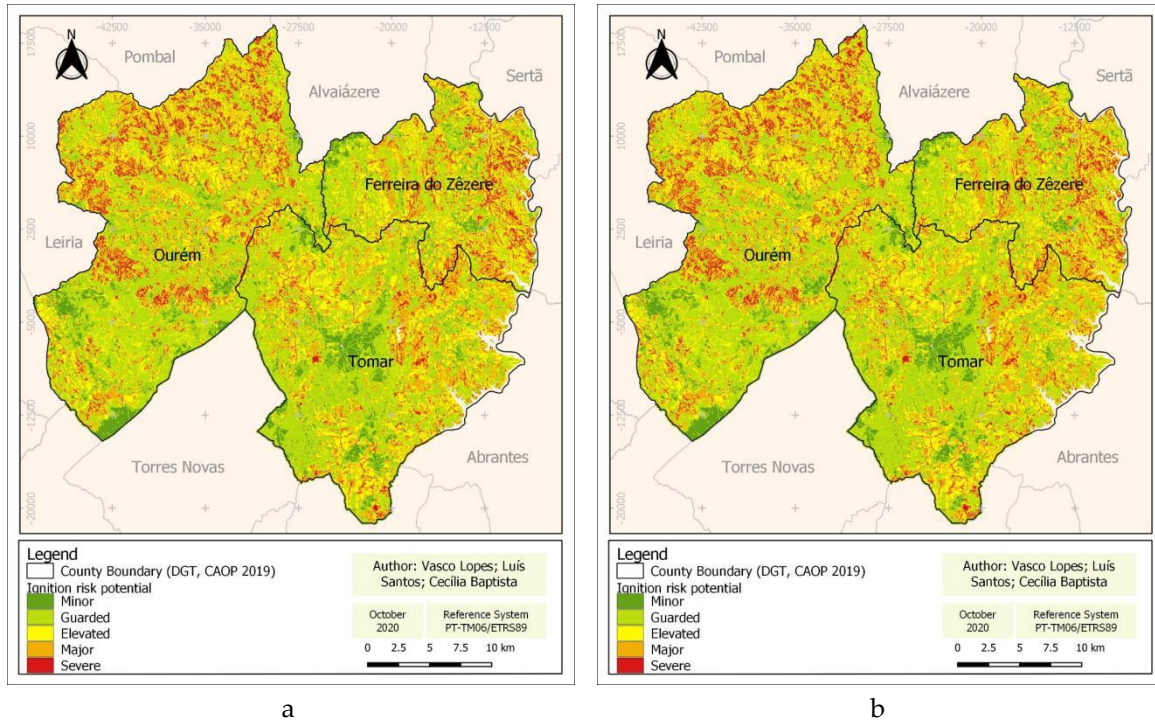 -42500
-35000
-27500
-20000
-12500
17500
10000
2500
-5000
-12500
-20000
N
Pombal
Sertã
Alvaiázere
Ferreira do Zêzere
Leiria
Ourém
Tomar
Torres Novas
Abrantes
Legend
County Boundary (DGT, CAOP 2019)
Ignition risk potential
Minor
Guarded
Elevated
Major
Severe
Author: Vasco Lopes; Luís
Santos; Cecília Baptista
October
2020
Reference System
PT-TM06/ETRS89
0 2.5 5 7.5 10 km
a
-42500
-35000
-27500
-20000
-12500
17500
10000
2500
-5000
-12500
-20000
N
Pombal
Sertã
Alvaiázere
Ferreira do Zêzere
Leiria
Ourém
Tomar
Torres Novas
Abrantes
Legend
County Boundary (DGT, CAOP 2019)
Ignition risk potential
Minor
Guarded
Elevated
Major
Severe
Author: Vasco Lopes; Luís
Santos; Cecília Baptista
October
2020
Reference System
PT-TM06/ETRS89
0 2.5 5 7.5 10 km
b